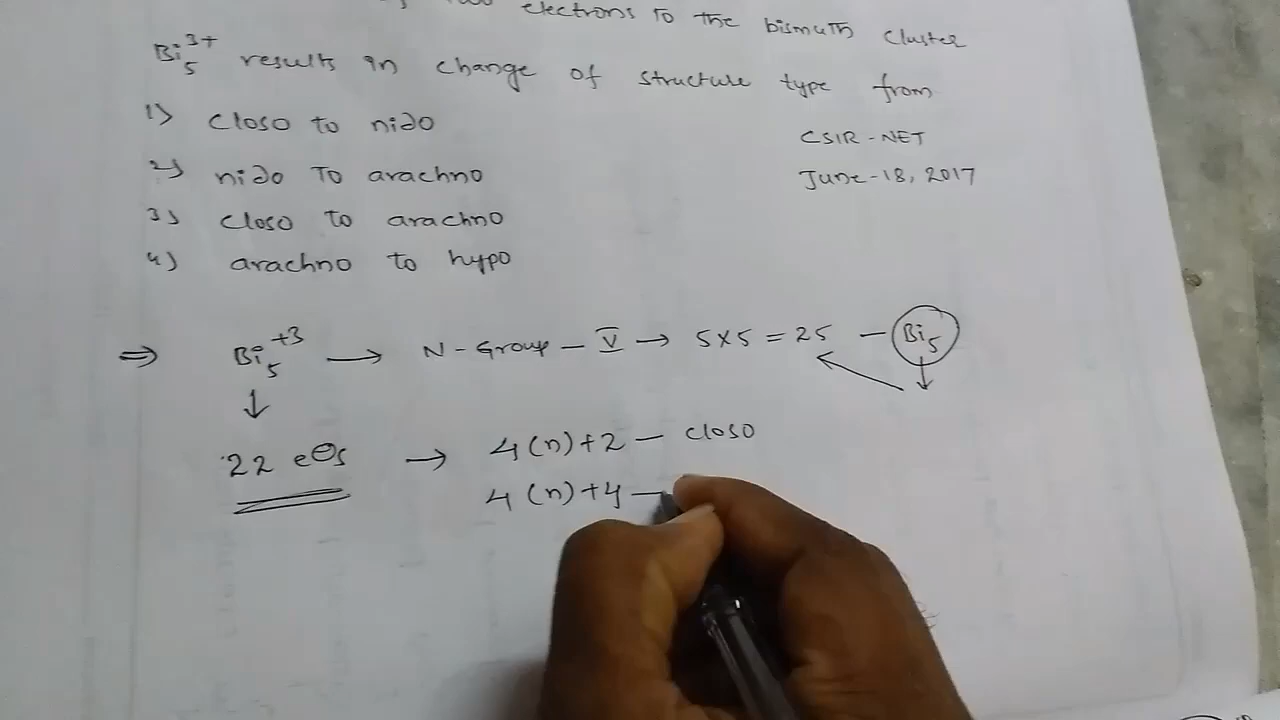 electrons to the bismuth cluster
Bi₅³⁺ results in change of structure type from
1) closo to nido
2) nido To arachno
3) closo to arachno
4) arachno to hypo
CSIR-NET
June-18, 2017
⇒ Bi₅⁺³ → N-Group - V → 5×5 = 25 - Bi₅
↓
22 e⊖s → 4(n)+2 - closo
4(n)+4 -